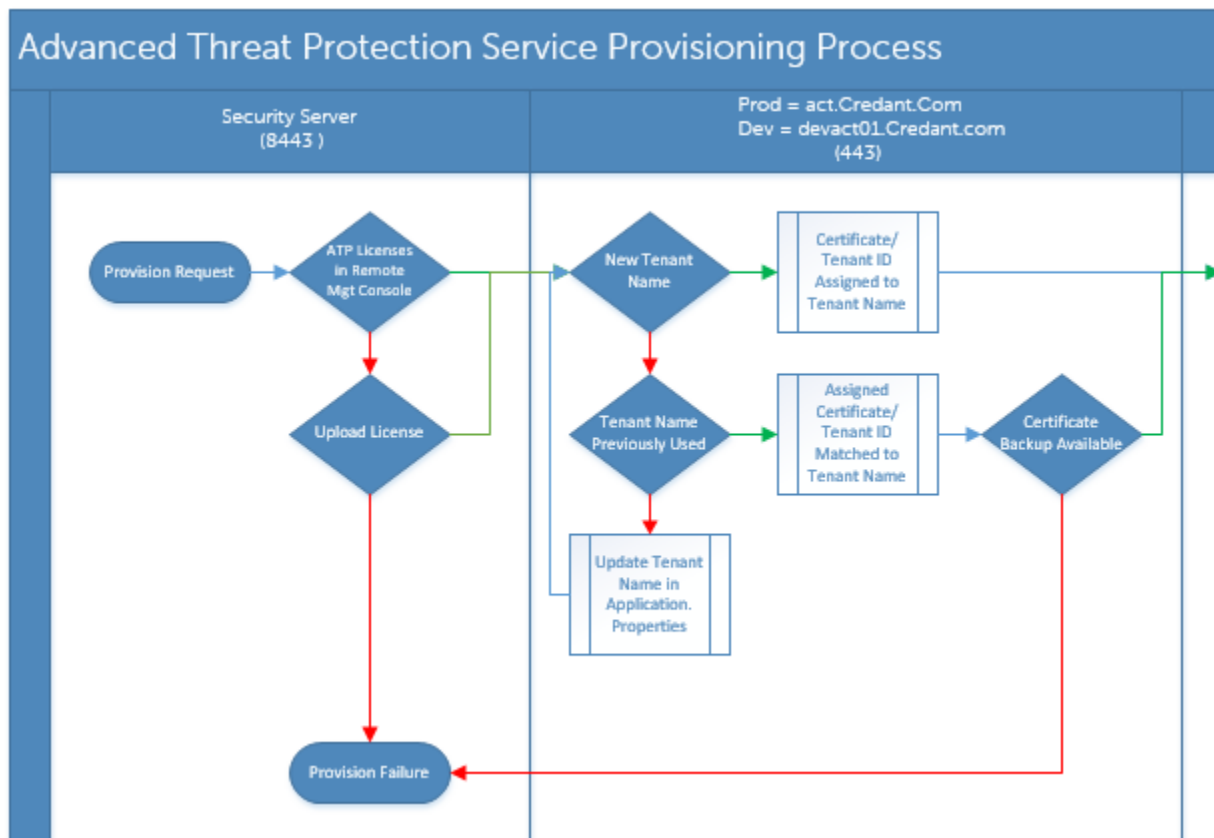 Advanced Threat Protection Service Provisioning Process
Security Server
(8443 )
Prod = act.Credant.Com
Dev = devact01.Credant.com
(443)
Provision Request
ATP Licenses
in Remote
Mgt Console
New Tenant
Name
Certificate/
Tenant ID
Assigned to
Tenant Name
Upload License
Tenant Name
Previously Used
Assigned
Certificate/
Tenant ID
Matched to
Tenant Name
Certificate
Backup Available
Update Tenant
Name in
Application.
Properties
Provision Failure